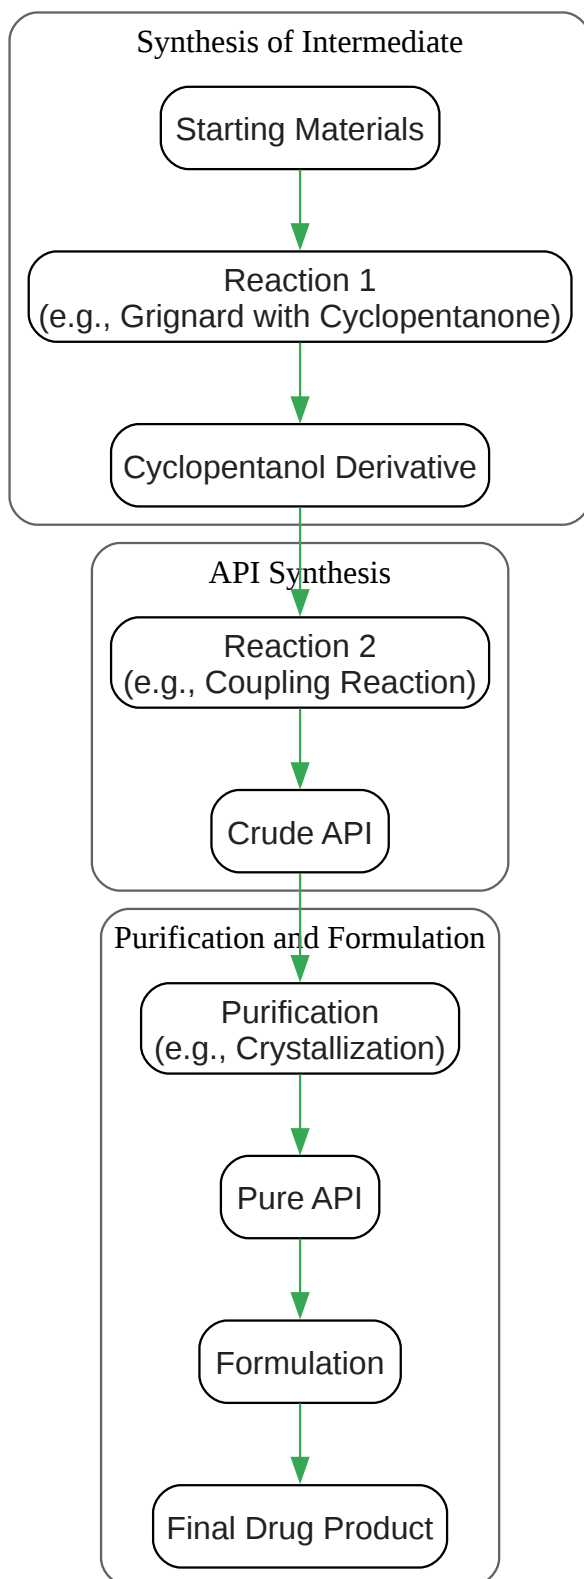 Synthesis of Intermediate
Starting Materials
Reaction 1
(e.g., Grignard with Cyclopentanone)
Cyclopentanol Derivative
API Synthesis
Reaction 2
(e.g., Coupling Reaction)
Crude API
Purification and Formulation
Purification
(e.g., Crystallization)
Pure API
Formulation
Final Drug Product